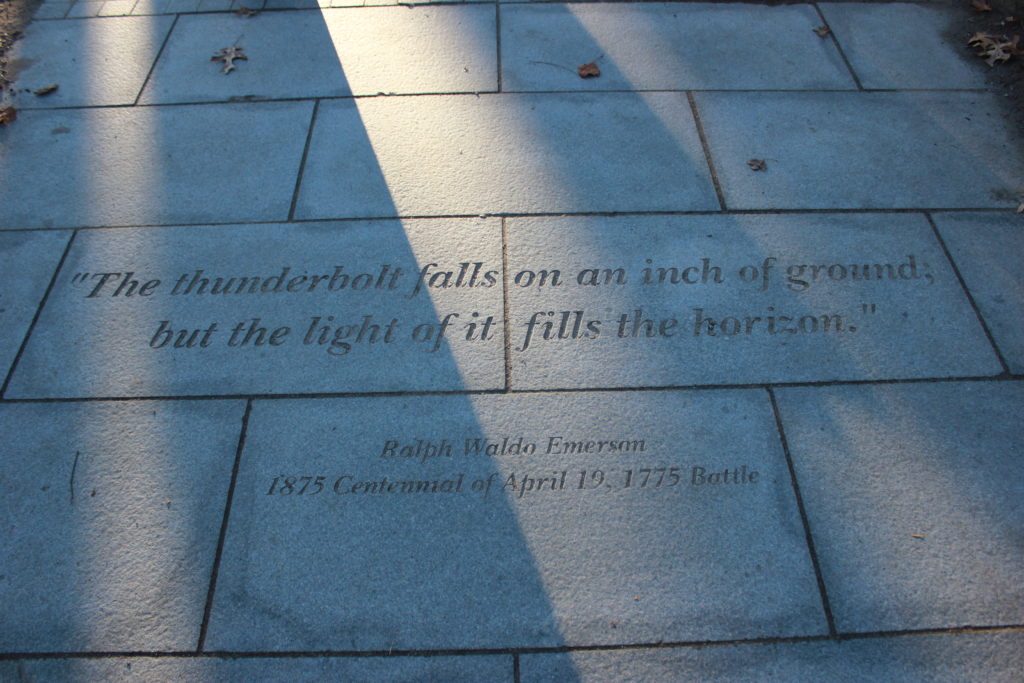 "The thunderbolt falls on an inch of ground;
but the light of it fills the horizon."
Ralph Waldo Emerson
1875 Centennial of April 19, 1775 Battle